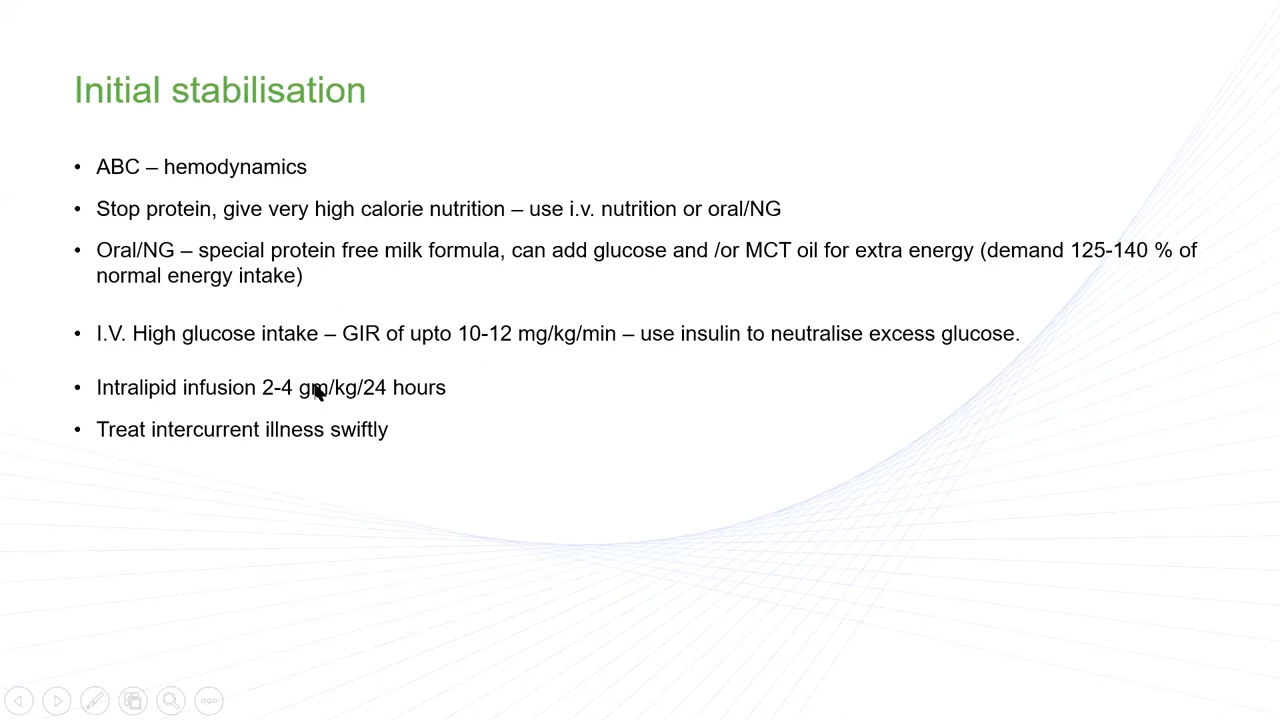 Initial stabilisation
• ABC – hemodynamics
• Stop protein, give very high calorie nutrition – use i.v. nutrition or oral/NG
• Oral/NG – special protein free milk formula, can add glucose and /or MCT oil for extra energy (demand 125-140 % of
normal energy intake)
• I.V. High glucose intake – GIR of upto 10-12 mg/kg/min – use insulin to neutralise excess glucose.
• Intralipid infusion 2-4 gm/kg/24 hours
• Treat intercurrent illness swiftly